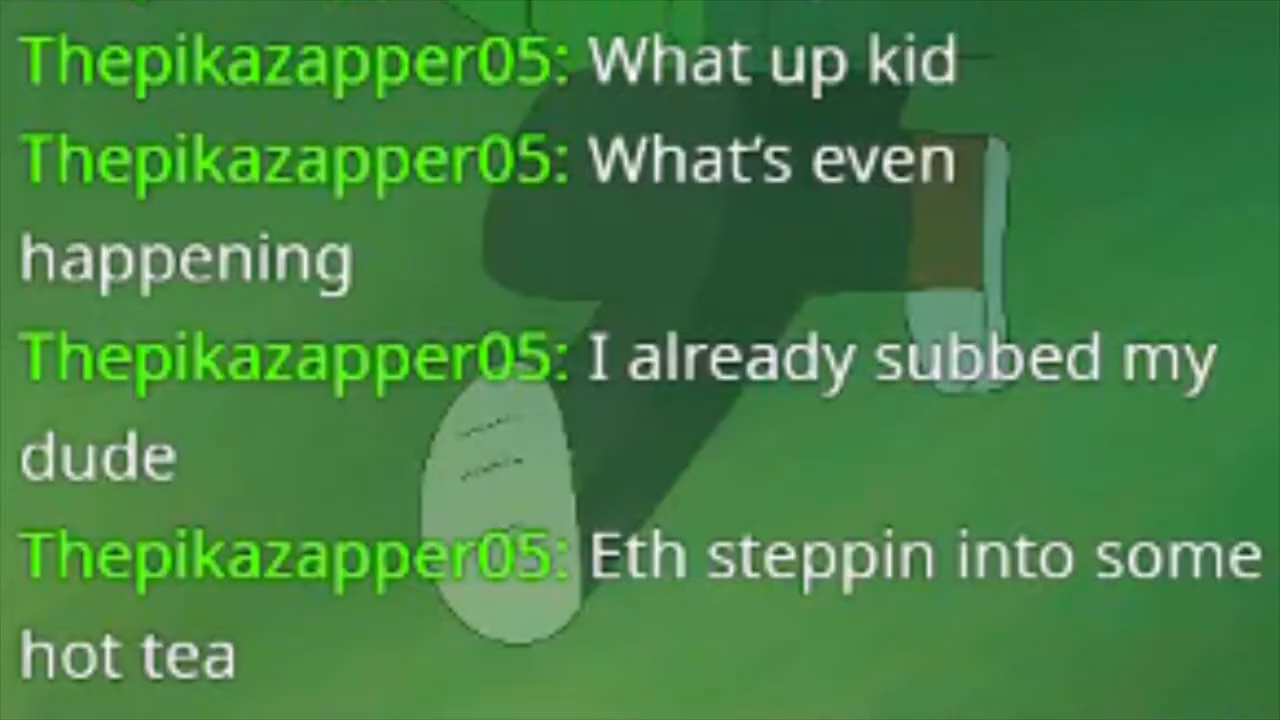 Thepikazapper05: What up kid
Thepikazapper05: What’s even
happening
Thepikazapper05: I already subbed my
dude
Thepikazapper05: Eth steppin into some
hot tea